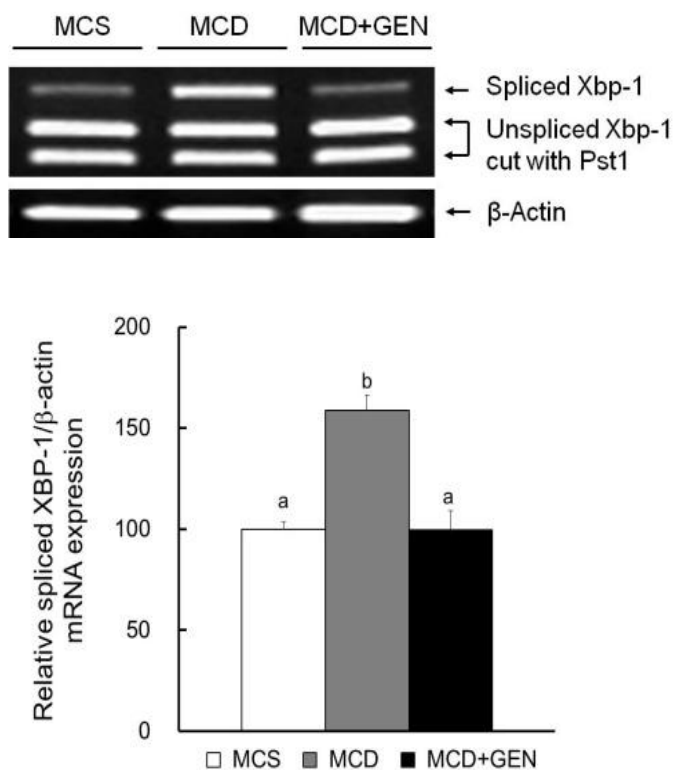 MCS MCD MCD+GEN
Spliced Xbp-1
Unspliced Xbp-1
cut with Pst1
β-Actin
Relative spliced XBP-1/β-actin
mRNA expression
200
150
100
50
0
a
b
a
MCS MCD MCD+GEN